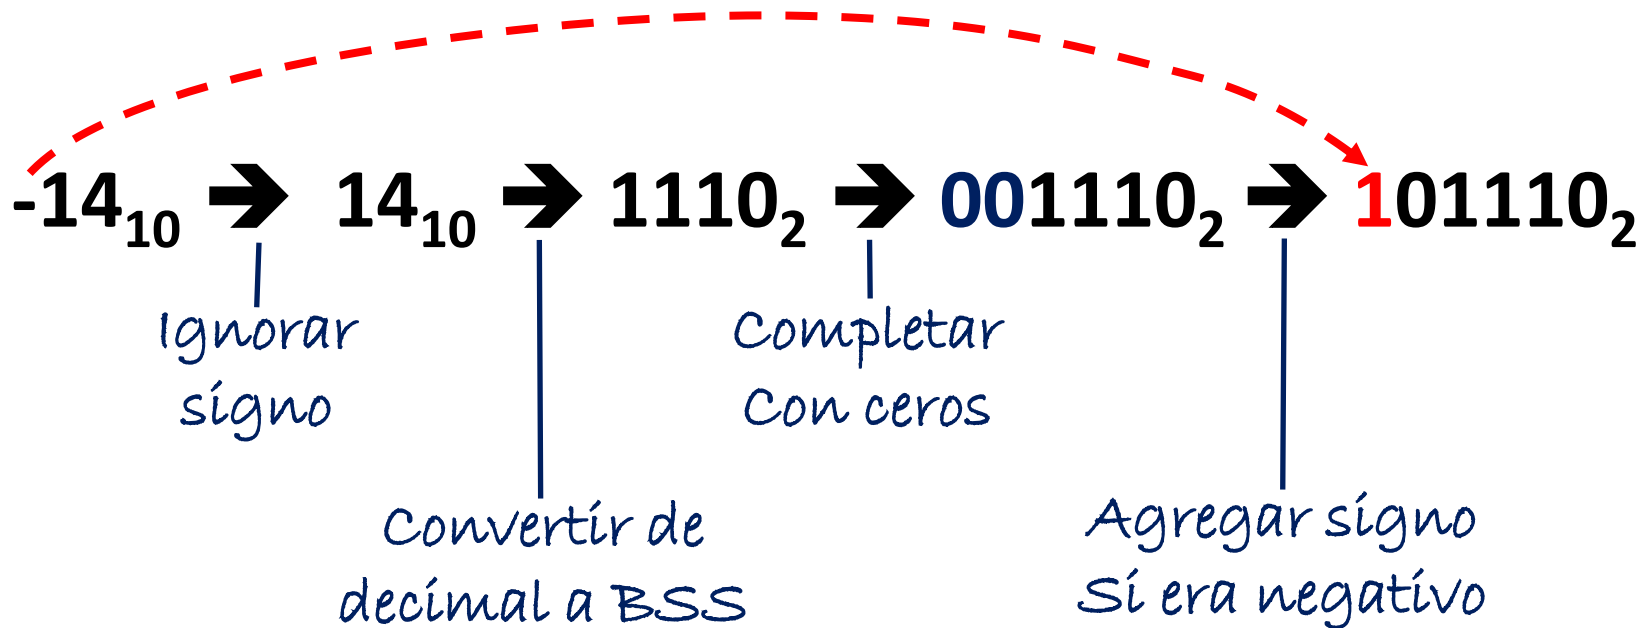 -14₁₀ 🡺 14₁₀ 🡺 1110₂ 🡺 001110₂ 🡺 101110₂
Ignorar
signo
Completar
Con ceros
Convertir de
decimal a BSS
Agregar signo
Si era negativo